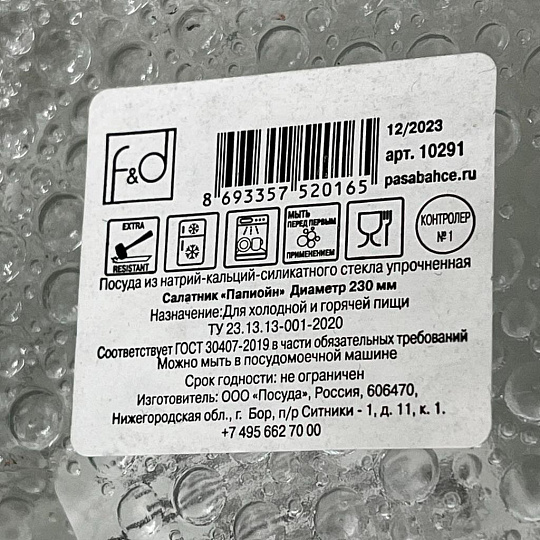 12/2023
F&D
арт. 10291
8 693357 520165
pasabahce.ru
EXTRA
RESISTANT
МЫТЬ
ПЕРЕД ПЕРВЫМ
ПРИМЕНЕНИЕМ
КОНТРОЛЕР
№ 1
Посуда из натрий-кальций-силикатного стекла упрочненная
Салатник «Папийон» Диаметр 230 мм
Назначение:Для холодной и горячей пищи
ТУ 23.13.13-001-2020
Соответствует ГОСТ 30407-2019 в части обязательных требований
Можно мыть в посудомоечной машине
Срок годности: не ограничен
Изготовитель: ООО «Посуда», Россия, 606470,
Нижегородская обл., г. Бор, п/р Ситники - 1, д. 11, к. 1.
+7 495 662 70 00